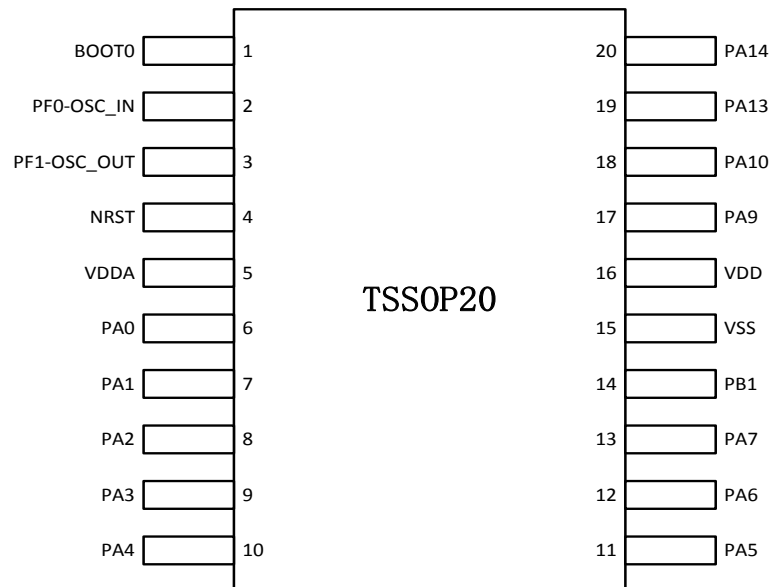 BOOT0 1 20 PA14
PF0-OSC_IN 2 19 PA13
PF1-OSC_OUT 3 18 PA10
NRST 4 17 PA9
VDDA 5 16 VDD
TSSOP20
PA0 6 15 VSS
PA1 7 14 PB1
PA2 8 13 PA7
PA3 9 12 PA6
PA4 10 11 PA5